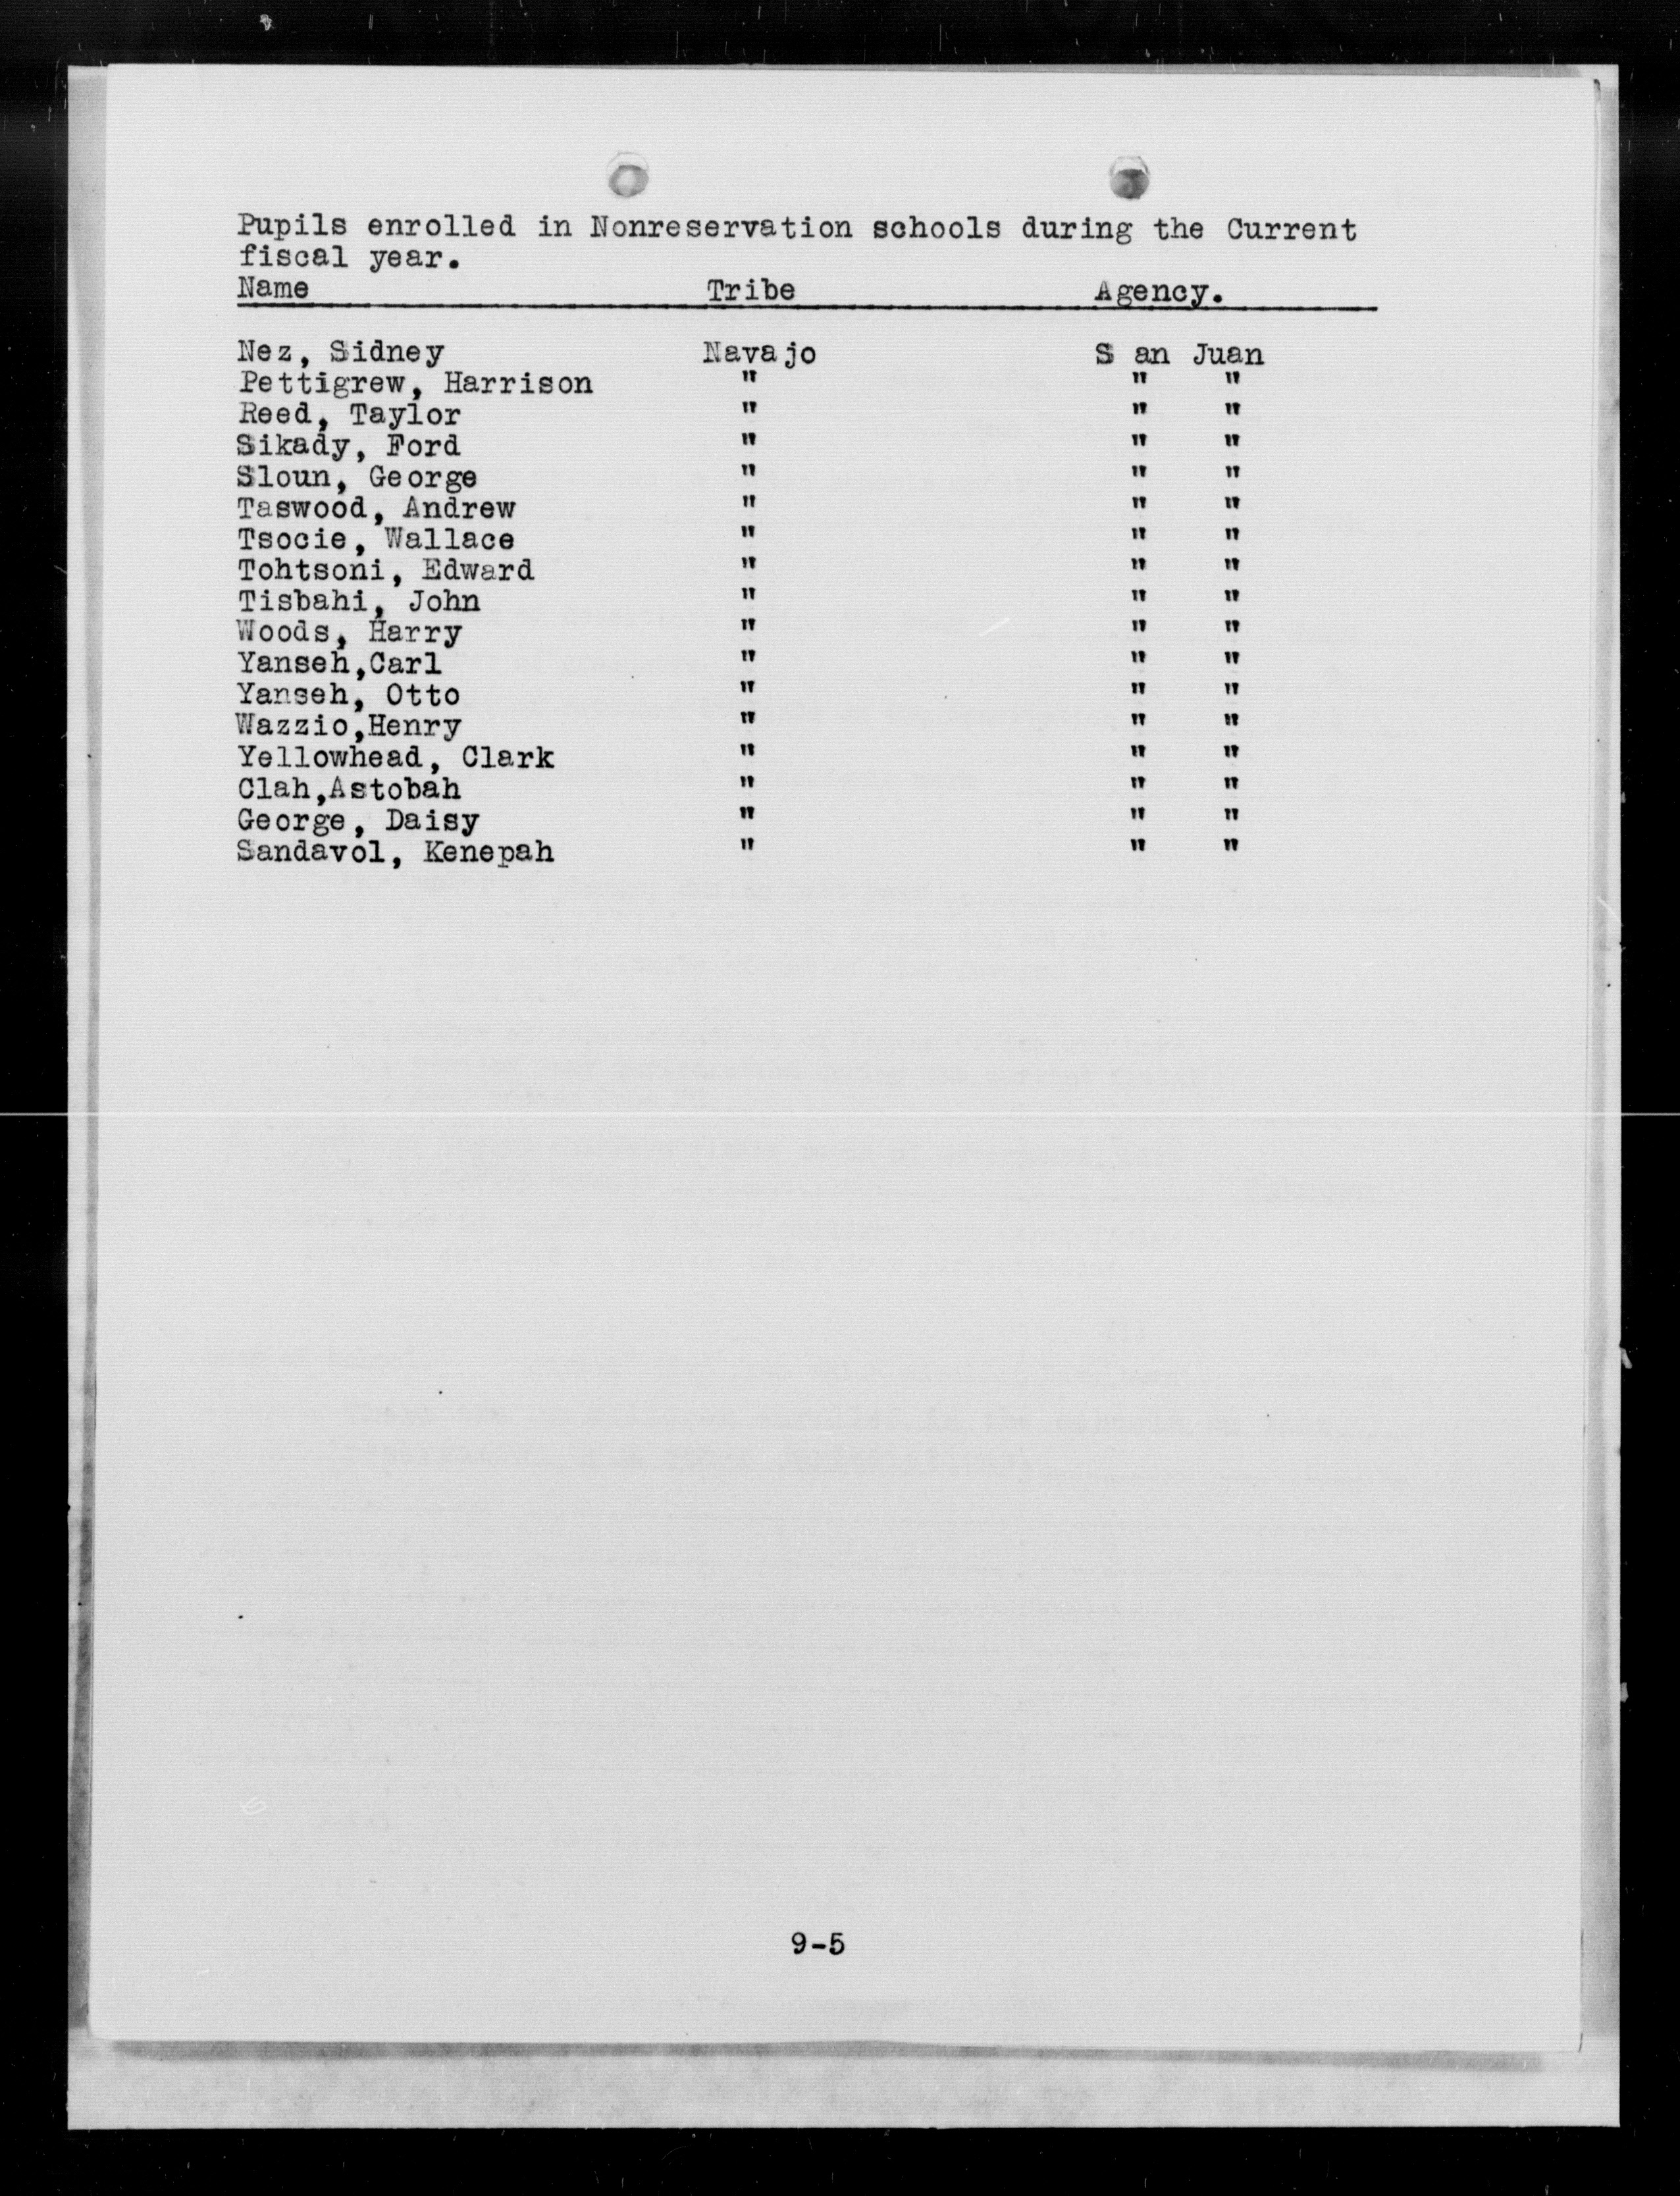 Pupils enrolled in Nonreservation schools during the Current
fiscal year.
Name Tribe Agency.
Nez, Sidney Navajo S an Juan
Pettigrew, Harrison " " "
Reed, Taylor " " "
Sikady, Ford " " "
Sloun, George " " "
Taswood, Andrew " " "
Tsocie, Wallace " " "
Tohtsoni, Edward " " "
Tisbahi, John " " "
Woods, Harry " " "
Yanseh,Carl " " "
Yanseh, Otto " " "
Wazzio,Henry " " "
Yellowhead, Clark " " "
Clah,Astobah " " "
George, Daisy " " "
Sandavol, Kenepah " " "
9-5